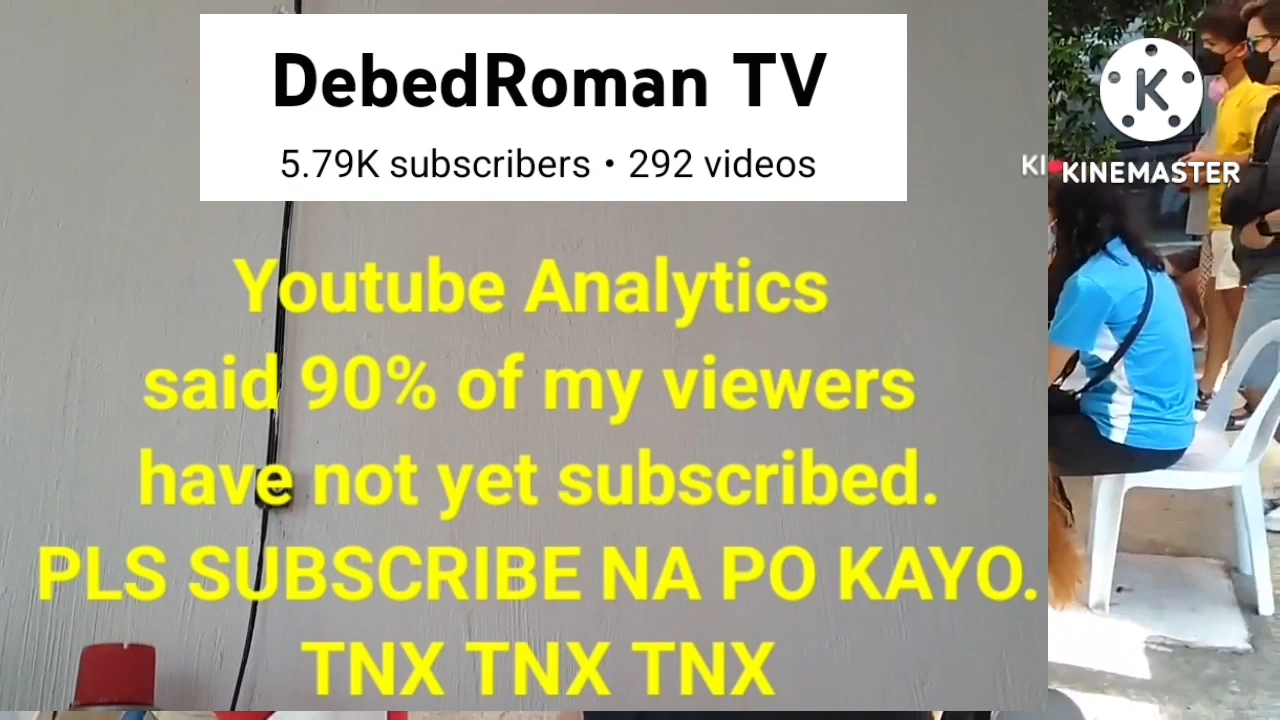 DebedRoman TV
5.79K subscribers • 292 videos
K
KI
KINEMASTER
Youtube Analytics
said 90% of my viewers
have not yet subscribed.
PLS SUBSCRIBE NA PO KAYO.
TNX TNX TNX